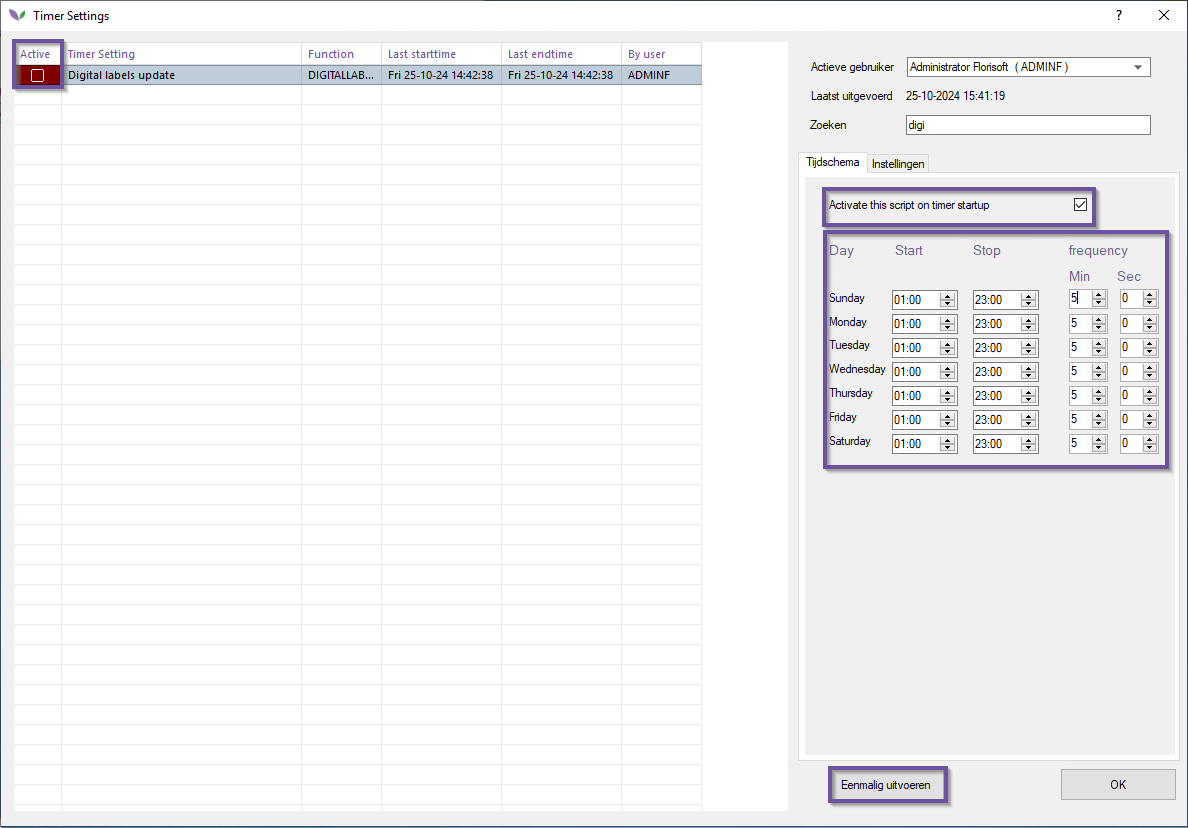 Timer Settings ?
Active Timer Setting Function Last starttime Last endtime By user
Digital labels update DIGITALLAB... Fri 25-10-24 14:42:38 Fri 25-10-24 14:42:38 ADMINF
Actieve gebruiker Administrator Florisoft ( ADMINF )
Laatst uitgevoerd 25-10-2024 15:41:19
Zoeken digi
Tijdschema Instellingen
Activate this script on timer startup
Day Start Stop frequency
Min Sec
Sunday 01:00 23:00 5 0
Monday 01:00 23:00 5 0
Tuesday 01:00 23:00 5 0
Wednesday 01:00 23:00 5 0
Thursday 01:00 23:00 5 0
Friday 01:00 23:00 5 0
Saturday 01:00 23:00 5 0
Eenmalig uitvoeren OK